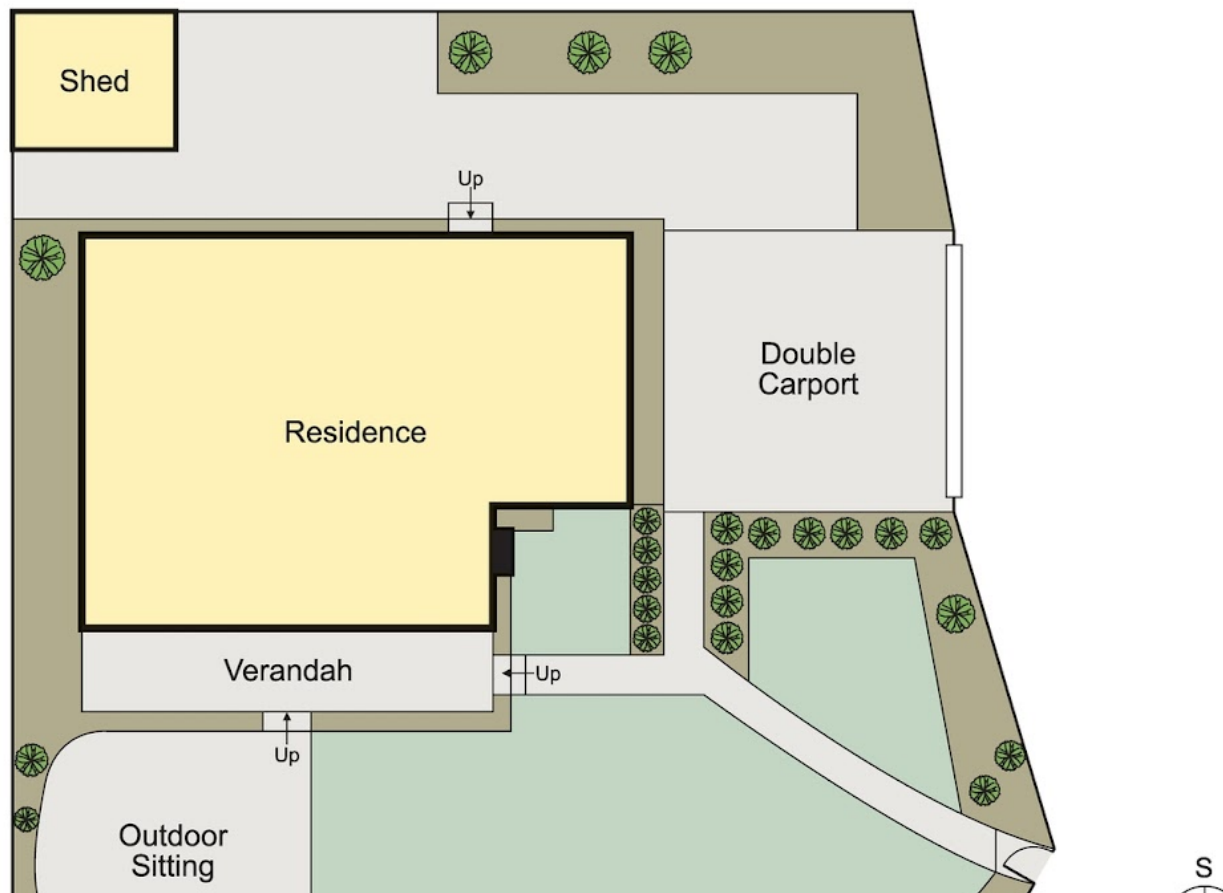 Shed
Up
Double
Carport
Residence
Verandah
Up
Up
Outdoor
Sitting
S